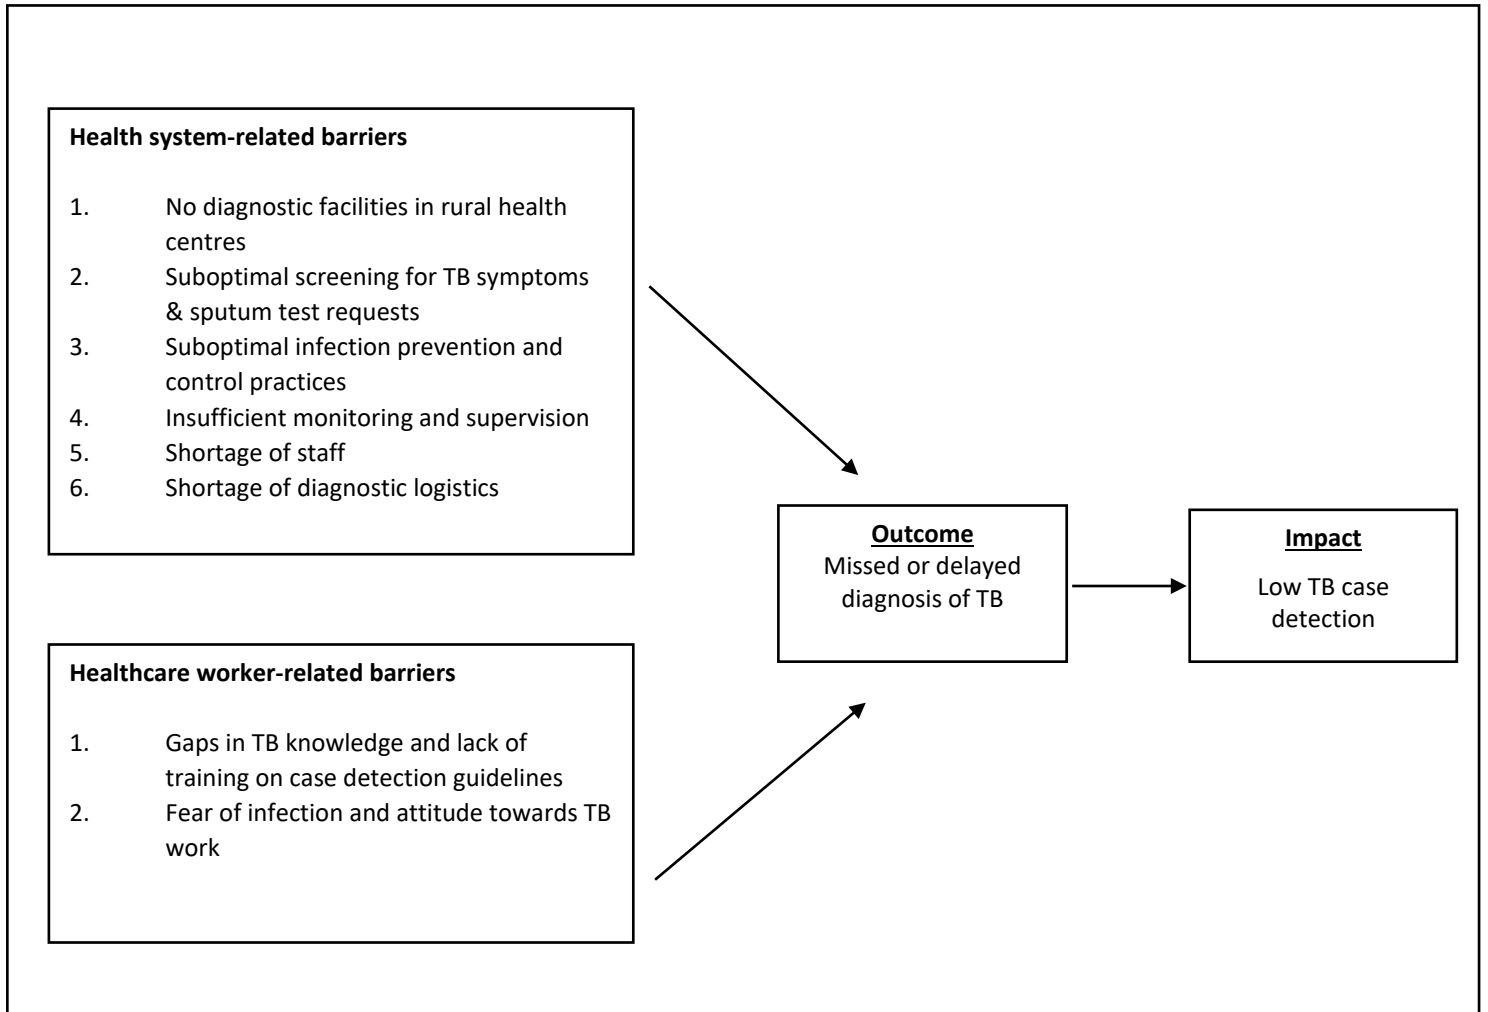 Health system-related barriers
1. No diagnostic facilities in rural health
centres
2. Suboptimal screening for TB symptoms
& sputum test requests
3. Suboptimal infection prevention and
control practices
4. Insufficient monitoring and supervision
5. Shortage of staff
6. Shortage of diagnostic logistics
Outcome
Missed or delayed
diagnosis of TB
Impact
Low TB case
detection
Healthcare worker-related barriers
1. Gaps in TB knowledge and lack of
training on case detection guidelines
2. Fear of infection and attitude towards TB
work